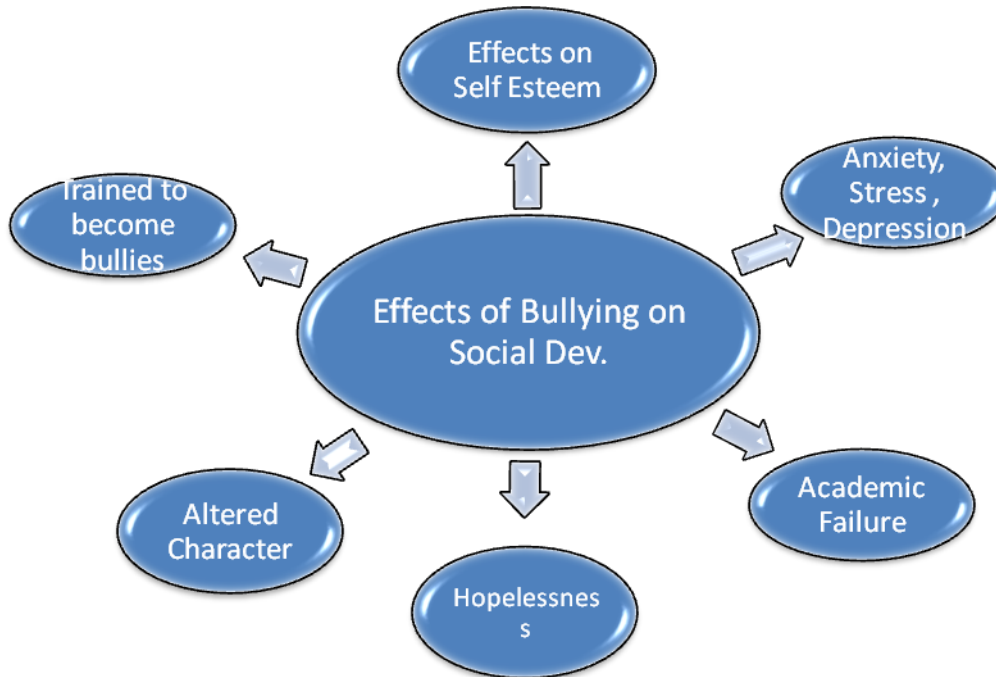 Effects on
Self Esteem
Anxiety,
Stress ,
Depression
Trained to
become
bullies
Effects of Bullying on
Social Dev.
Academic
Failure
Altered
Character
Hopelessnes
s